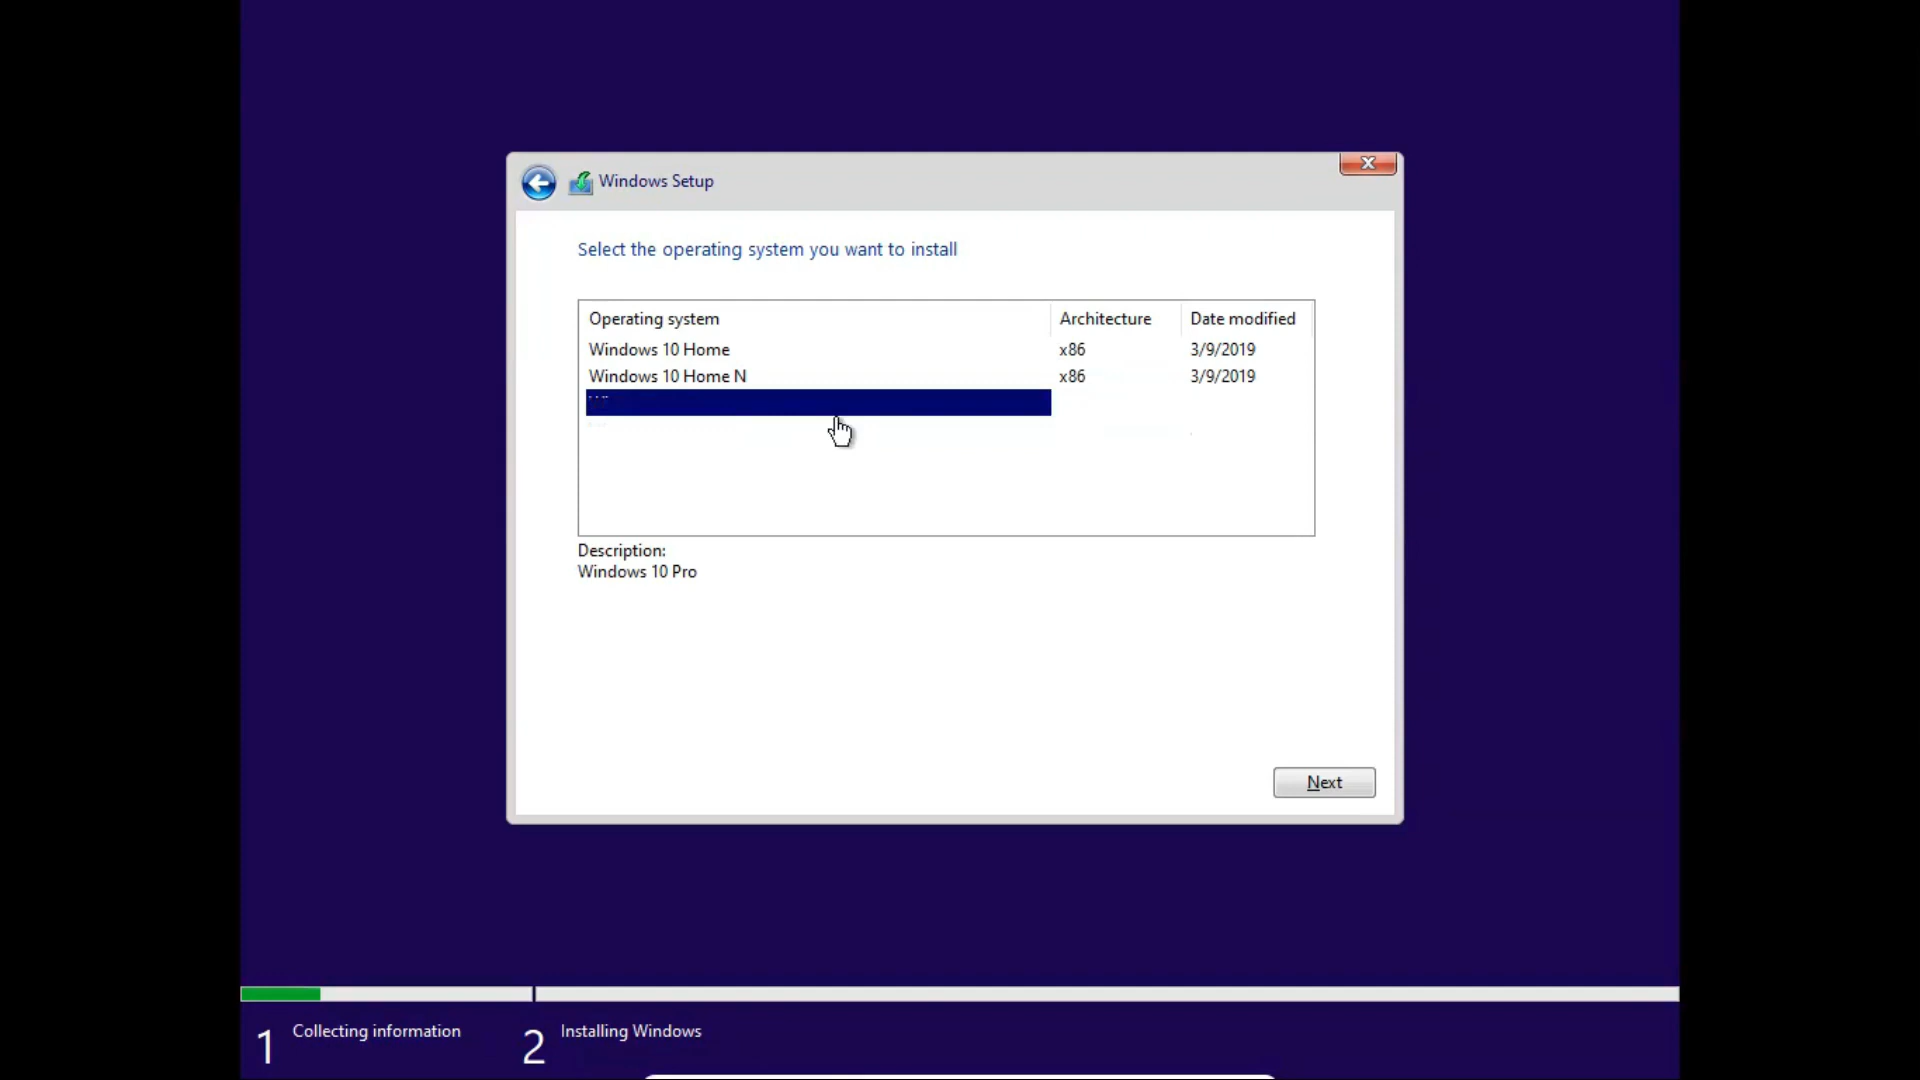 Windows Setup
Select the operating system you want to install
Operating system Architecture Date modified
Windows 10 Home x86 3/9/2019
Windows 10 Home N x86 3/9/2019
Description:
Windows 10 Pro
Next
1 Collecting information 2 Installing Windows